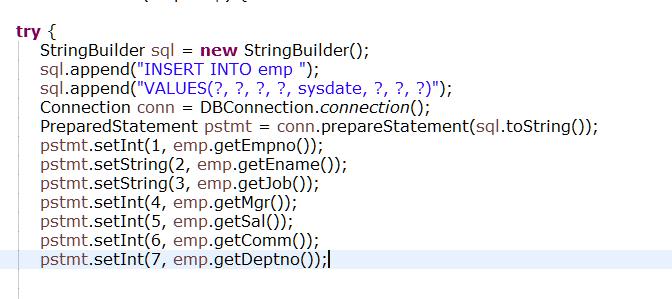 try {
StringBuilder sql = new StringBuilder();
sql.append("INSERT INTO emp ");
sql.append("VALUES(?, ?, ?, ?, sysdate, ?, ?, ?)");
Connection conn = DBConnection.connection();
PreparedStatement pstmt = conn.prepareStatement(sql.toString());
pstmt.setInt(1, emp.getEmpno());
pstmt.setString(2, emp.getEname());
pstmt.setString(3, emp.getJob());
pstmt.setInt(4, emp.getMgr());
pstmt.setInt(5, emp.getSal());
pstmt.setInt(6, emp.getComm());
pstmt.setInt(7, emp.getDeptno());